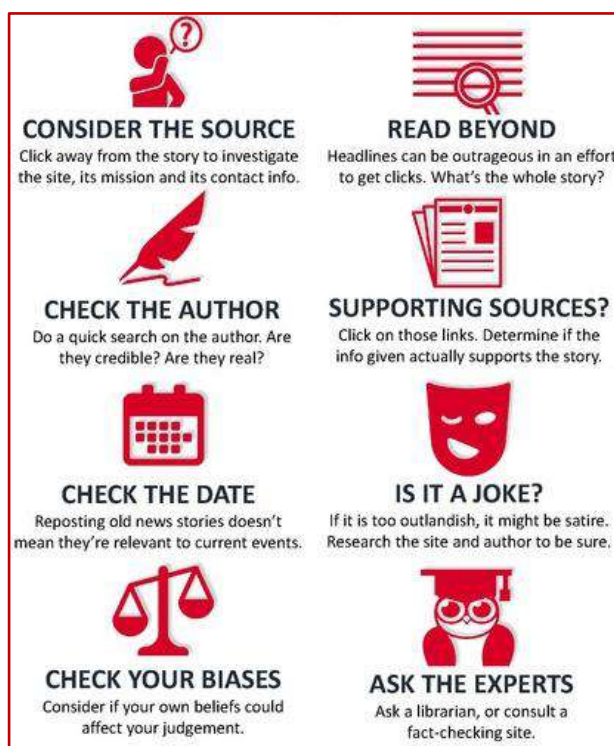 ?
CONSIDER THE SOURCE
Click away from the story to investigate
the site, its mission and its contact info.
READ BEYOND
Headlines can be outrageous in an effort
to get clicks. What's the whole story?
CHECK THE AUTHOR
Do a quick search on the author. Are
they credible? Are they real?
SUPPORTING SOURCES?
Click on those links. Determine if the
info given actually supports the story.
CHECK THE DATE
Reposting old news stories doesn't
mean they're relevant to current events.
IS IT A JOKE?
If it is too outlandish, it might be satire.
Research the site and author to be sure.
CHECK YOUR BIASES
Consider if your own beliefs could
affect your judgement.
ASK THE EXPERTS
Ask a librarian, or consult a
fact-checking site.